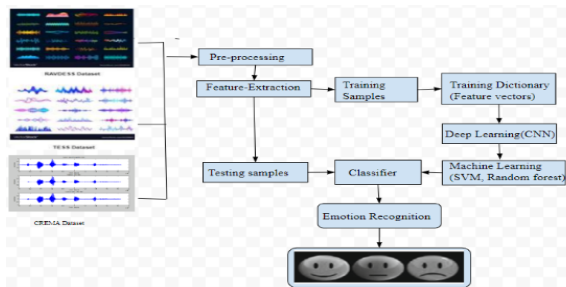 RAVDESS Dataset
TESS Dataset
CREMA Dataset
Pre-processing
Feature-Extraction
Training
Samples
Training Dictionary
(Feature vectors)
Deep Learning(CNN)
Machine Learning
(SVM, Random forest)
Testing samples
Classifier
Emotion Recognition